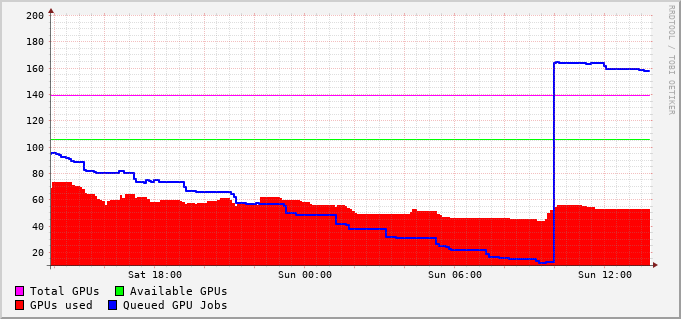 200
180
160
140
120
100
80
60
40
20
Sat 18:00 Sun 00:00 Sun 06:00 Sun 12:00
Total GPUs Available GPUs
GPUs used Queued GPU Jobs
RRDTOOL / TOBI OETIKER